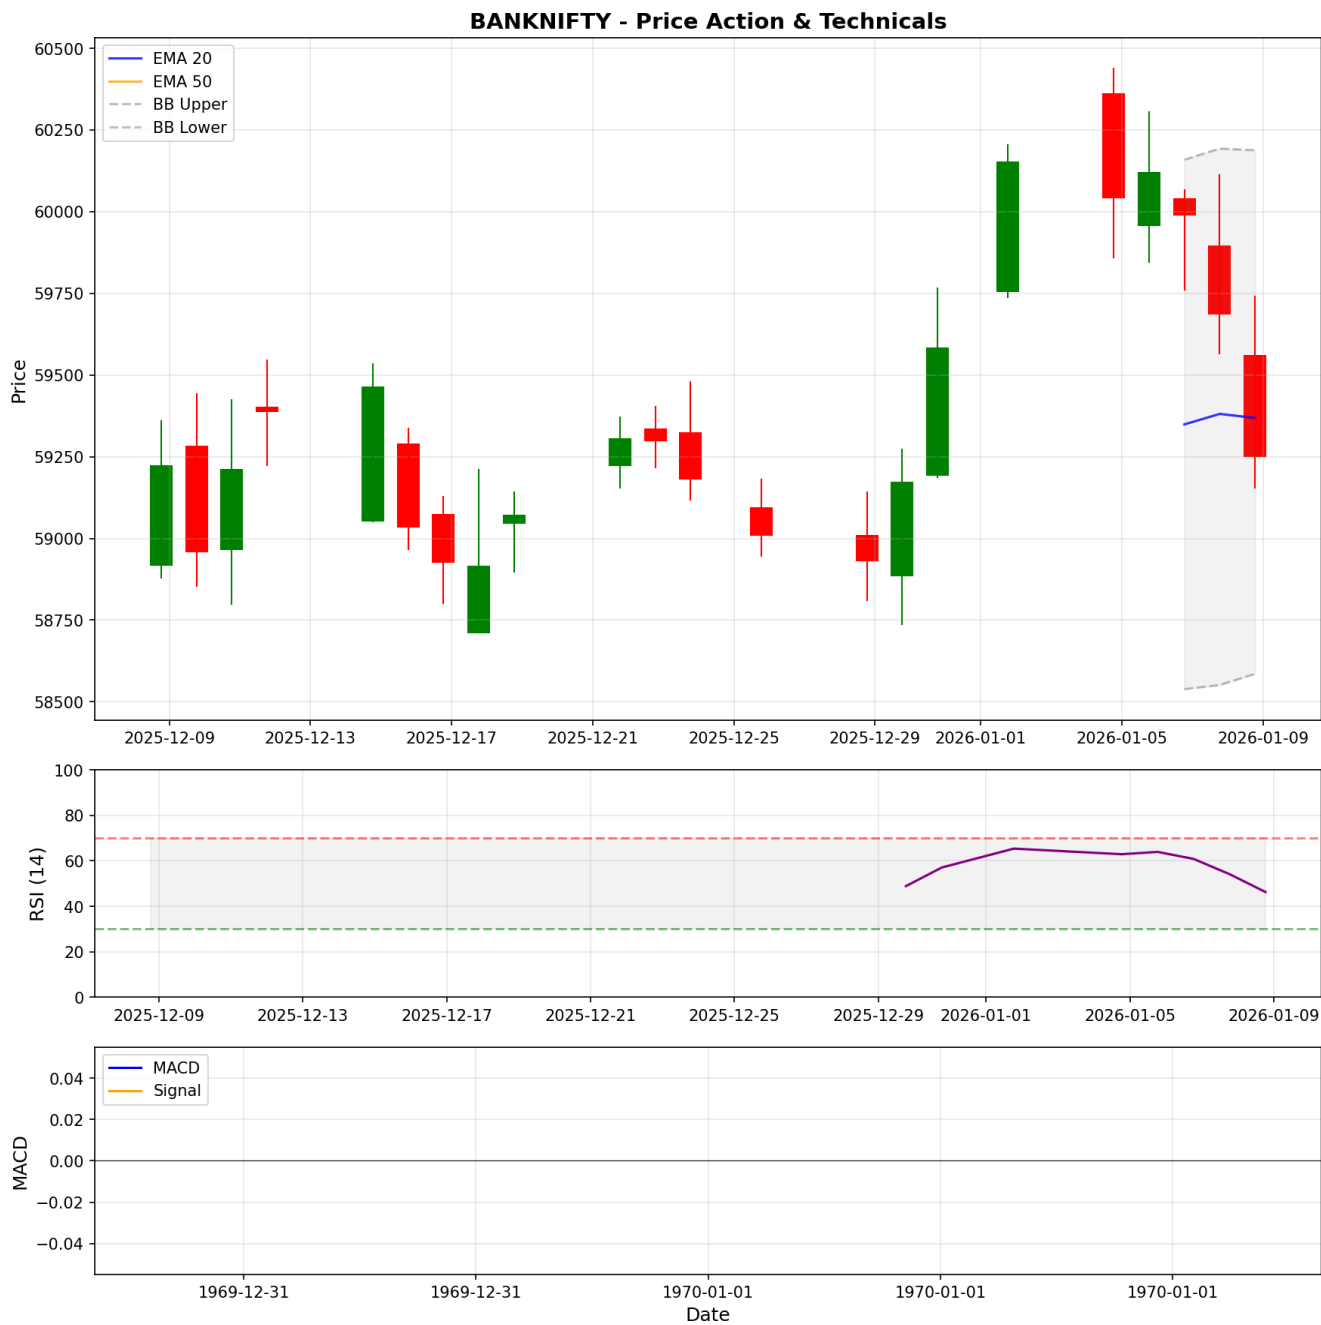 BANKNIFTY - Price Action & Technicals
EMA 20
EMA 50
BB Upper
BB Lower
Price
60500
60250
60000
59750
59500
59250
59000
58750
58500
2025-12-09 2025-12-13 2025-12-17 2025-12-21 2025-12-25 2025-12-29 2026-01-01 2026-01-05 2026-01-09
RSI (14)
100
80
60
40
20
0
2025-12-09 2025-12-13 2025-12-17 2025-12-21 2025-12-25 2025-12-29 2026-01-01 2026-01-05 2026-01-09
MACD
Signal
MACD
0.04
0.02
0.00
−0.02
−0.04
1969-12-31 1969-12-31 1970-01-01 1970-01-01 1970-01-01
Date